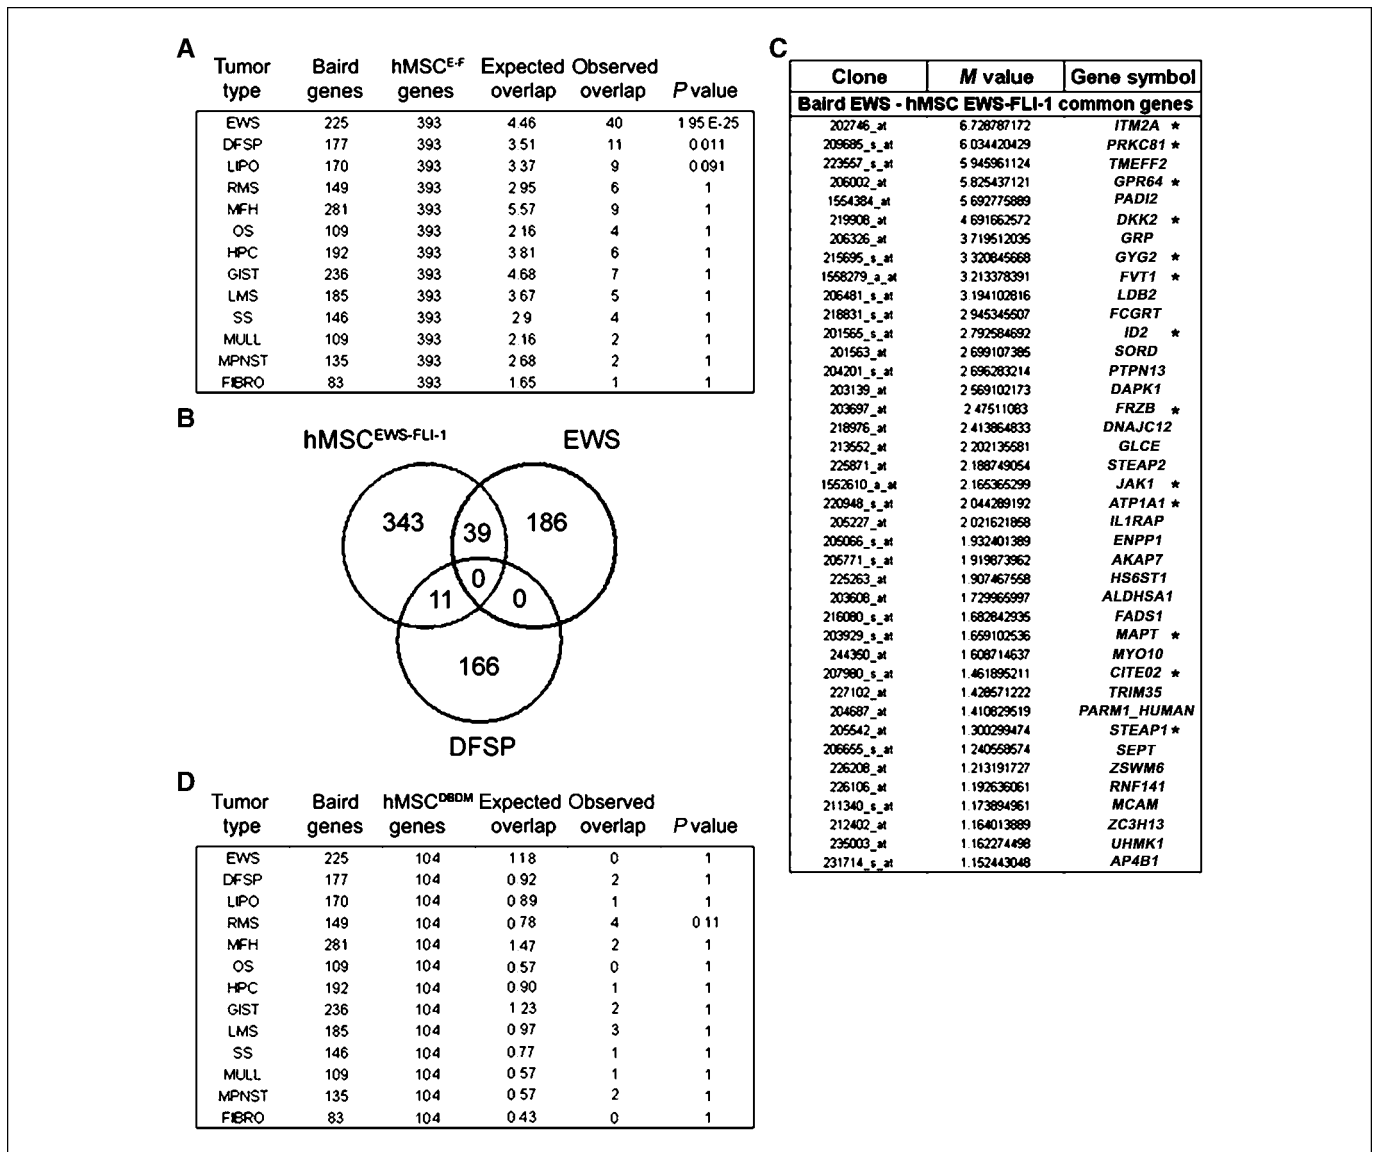 A
Tumor type Baird genes hMSC^E-F genes Expected overlap Observed overlap P value
EWS 225 393 4.46 40 1 95 E-25
DFSP 177 393 3.51 11 0 011
LIPO 170 393 3 37 9 0 091
RMS 149 393 2 95 6 1
MFH 281 393 5.57 9 1
OS 109 393 2 16 4 1
HPC 192 393 3 81 6 1
GIST 236 393 4.68 7 1
LMS 185 393 3 67 5 1
SS 146 393 2 9 4 1
MULL 109 393 2.16 2 1
MPNST 135 393 2 68 2 1
FIBRO 83 393 1 65 1 1
B
hMSC^EWS-FLI-1 EWS
343 39 186
0
11 0
166
DFSP
C
Clone M value Gene symbol
Baird EWS - hMSC EWS-FLI-1 common genes
202746_at 6.728787172 ITM2A *
209685_s_at 6 034420429 PRKC81 *
223557_s_at 5 945961124 TMEFF2
206002_at 5.825437121 GPR64 *
1554384_at 5 692775889 PADI2
219908_at 4 691662572 DKK2 *
206326_at 3 719512035 GRP
215695_s_at 3 320845668 GYG2 *
1558279_a_at 3 213378391 FVT1 *
206481_s_at 3 194102816 LDB2
218831_s_at 2 945345507 FCGRT
201565_s_at 2 792584692 ID2 *
201563_at 2 699107385 SORD
204201_s_at 2 696283214 PTPN13
203139_at 2 569102173 DAPK1
203697_at 2 47511083 FRZB *
218976_at 2 413864833 DNAJC12
213552_at 2 202135581 GLCE
225871_at 2 188749054 STEAP2
1552610_a_at 2 165365299 JAK1 *
220948_s_at 2 044289192 ATP1A1 *
205227_at 2 021621858 IL1RAP
205066_s_at 1.932401389 ENPP1
205771_s_at 1 919873962 AKAP7
225263_at 1.907467558 HS6ST1
203608_at 1 729965997 ALDHSA1
216080_s_at 1.682842935 FADS1
203929_s_at 1.659102536 MAPT *
244350_at 1 608714637 MYO10
207980_s_at 1.461895211 CITE02 *
227102_at 1.428571222 TRIM35
204687_at 1.410829519 PARM1_HUMAN
205542_at 1.300299474 STEAP1 *
206655_s_at 1 240558574 SEPT
226208_at 1.213191727 ZSWM6
226106_at 1.192636061 RNF141
211340_s_at 1.173894961 MCAM
212402_at 1.164013889 ZC3H13
235003_at 1.162274498 UHMK1
231714_s_at 1.152443048 AP4B1
D
Tumor type Baird genes hMSC^DBDM genes Expected overlap Observed overlap P value
EWS 225 104 1 18 0 1
DFSP 177 104 0 92 2 1
LIPO 170 104 0 89 1 1
RMS 149 104 0 78 4 0 11
MFH 281 104 1 47 2 1
OS 109 104 0 57 0 1
HPC 192 104 0 90 1 1
GIST 236 104 1 23 2 1
LMS 185 104 0 97 3 1
SS 146 104 0.77 1 1
MULL 109 104 0 57 1 1
MPNST 135 104 0 57 2 1
FIBRO 83 104 0 43 0 1